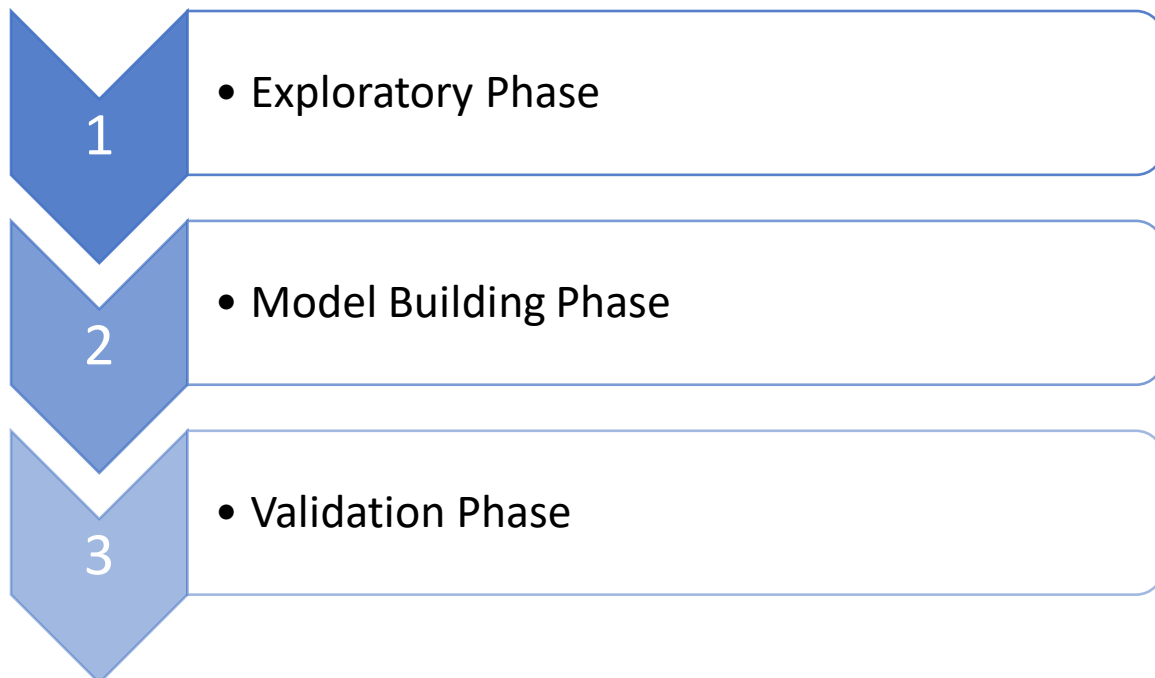 1
• Exploratory Phase
2
• Model Building Phase
3
• Validation Phase